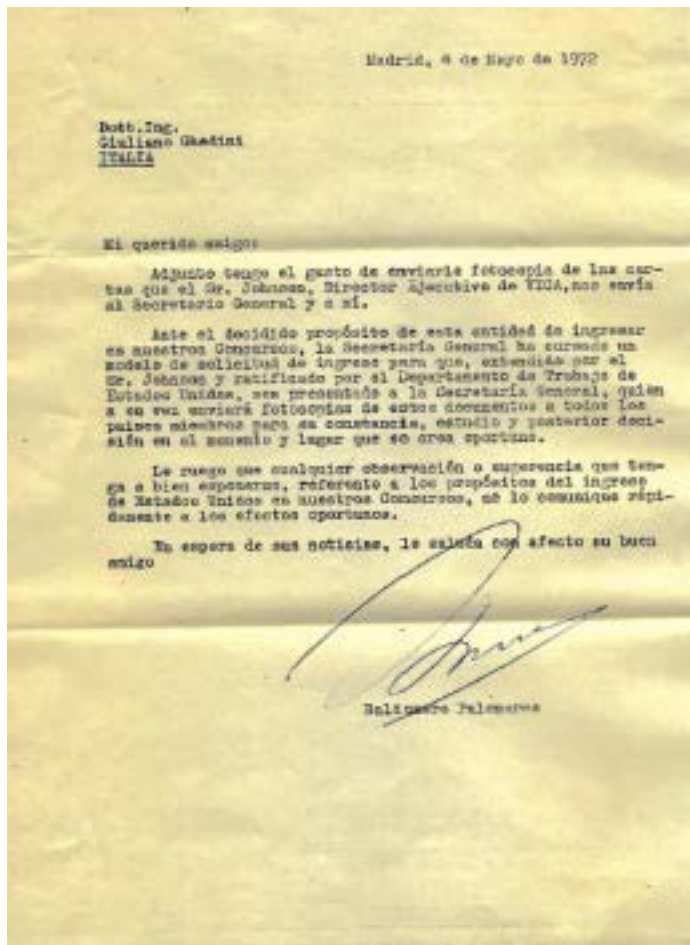 Madrid, 4 de Mayo de 1972
Dott.Ing.
Giuliano Ghedini
ITALIA
Mi querido amigo:
Adjunto tengo el gusto de enviarle fotocopia de las car-
tas que el Sr. Johnson, Director Ejecutivo de VICA,nos envía
al Secretario General y a mí.
Ante el decidido propósito de esta entidad de ingresar
en nuestros Concursos, la Secretaría General ha cursado un
modelo de solicitud de ingreso para que, extendida por el
Sr. Johnson y ratificado por el Departamento de Trabajo de
Estados Unidos, sea presentado a la Secretaría General, quien
a su vez enviará fotocopias de estos documentos a todos los
países miembros para su constancia, estudio y posterior deci-
sión en el momento y lugar que se crea oportuno.
Le ruego que cualquier observación o sugerencia que ten-
ga a bien exponerme, referente a los propósitos del ingreso
de Estados Unidos en nuestros Concursos, me lo comunique rápi-
damente a los efectos oportunos.
En espera de sus noticias, le saluda con afecto su buen
amigo
Palomares